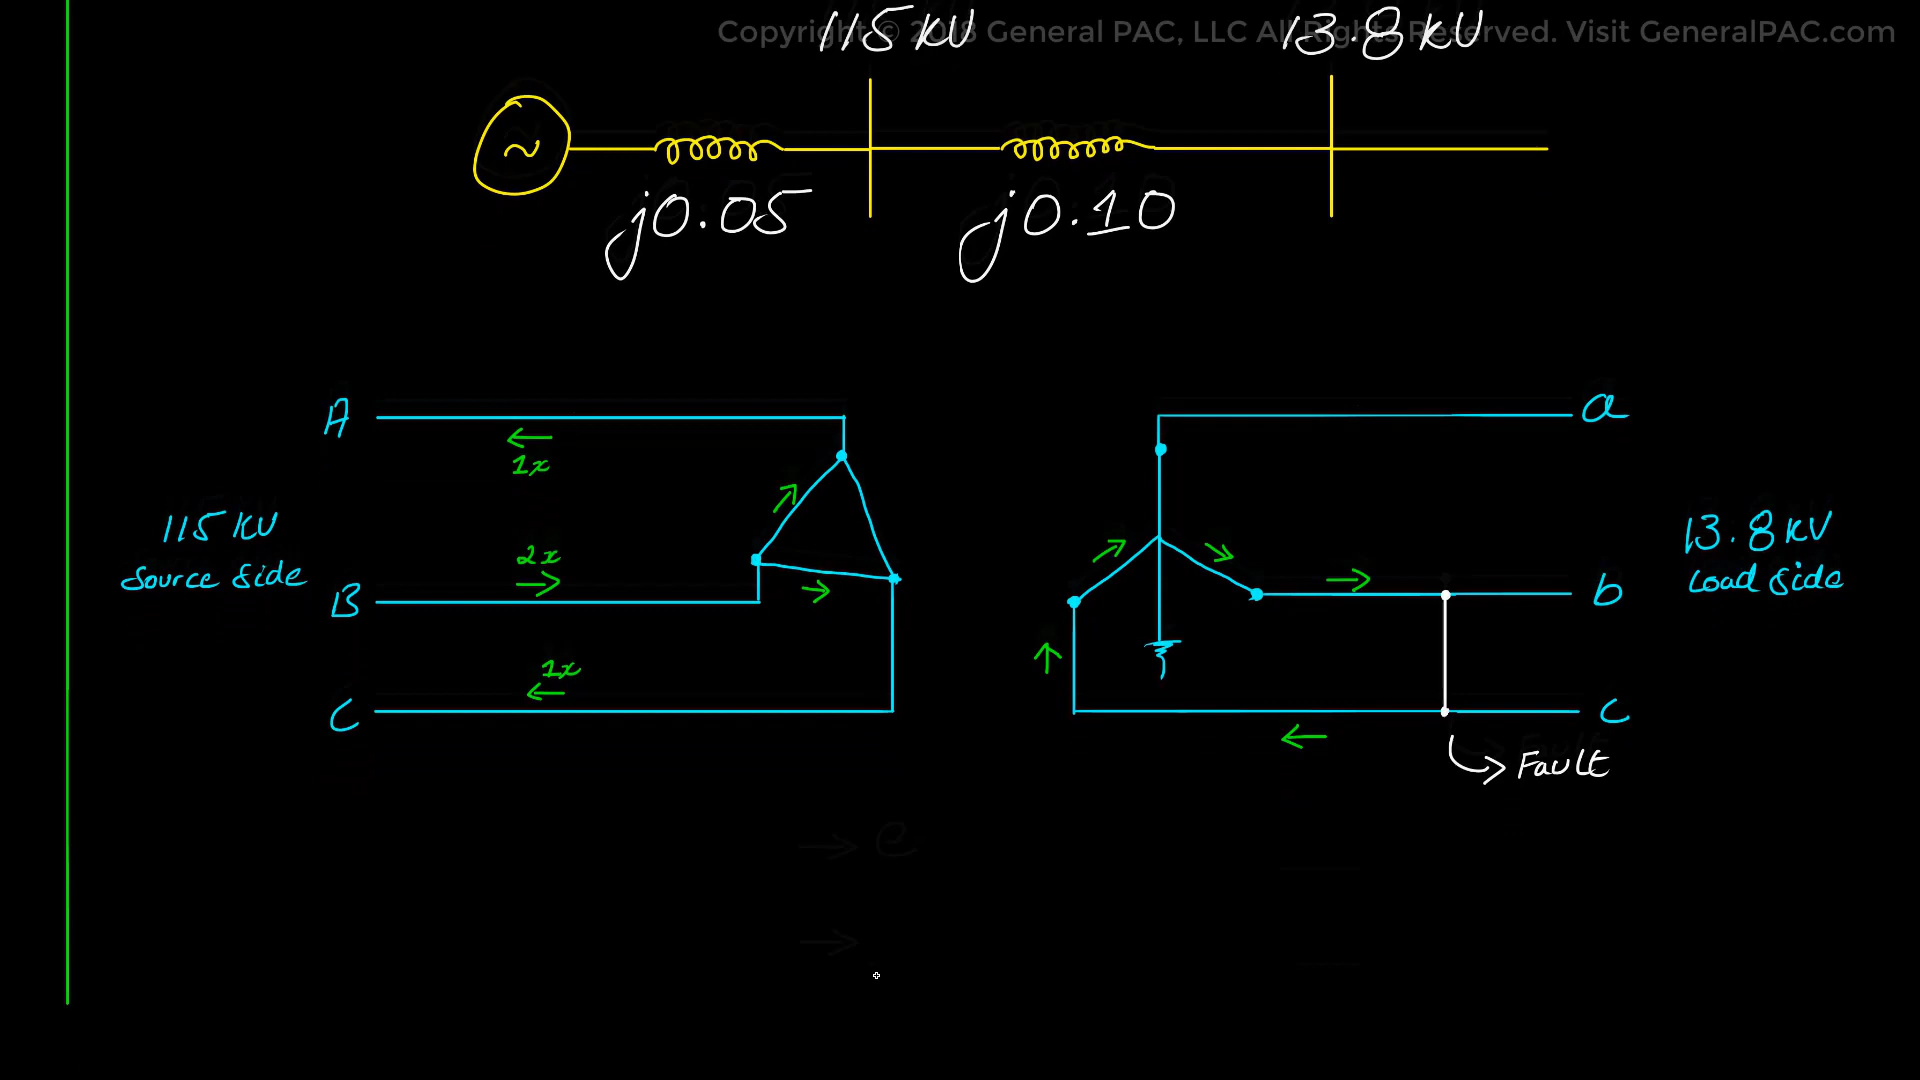 Copyright © 2018 General PAC, LLC All Rights Reserved. Visit GeneralPAC.com
115 kV
13.8 kV
~
j0.05
j0.10
A
a
1x
115 kV
Source Side
2x
B
13.8 kV
Load Side
b
1x
C
c
Fault